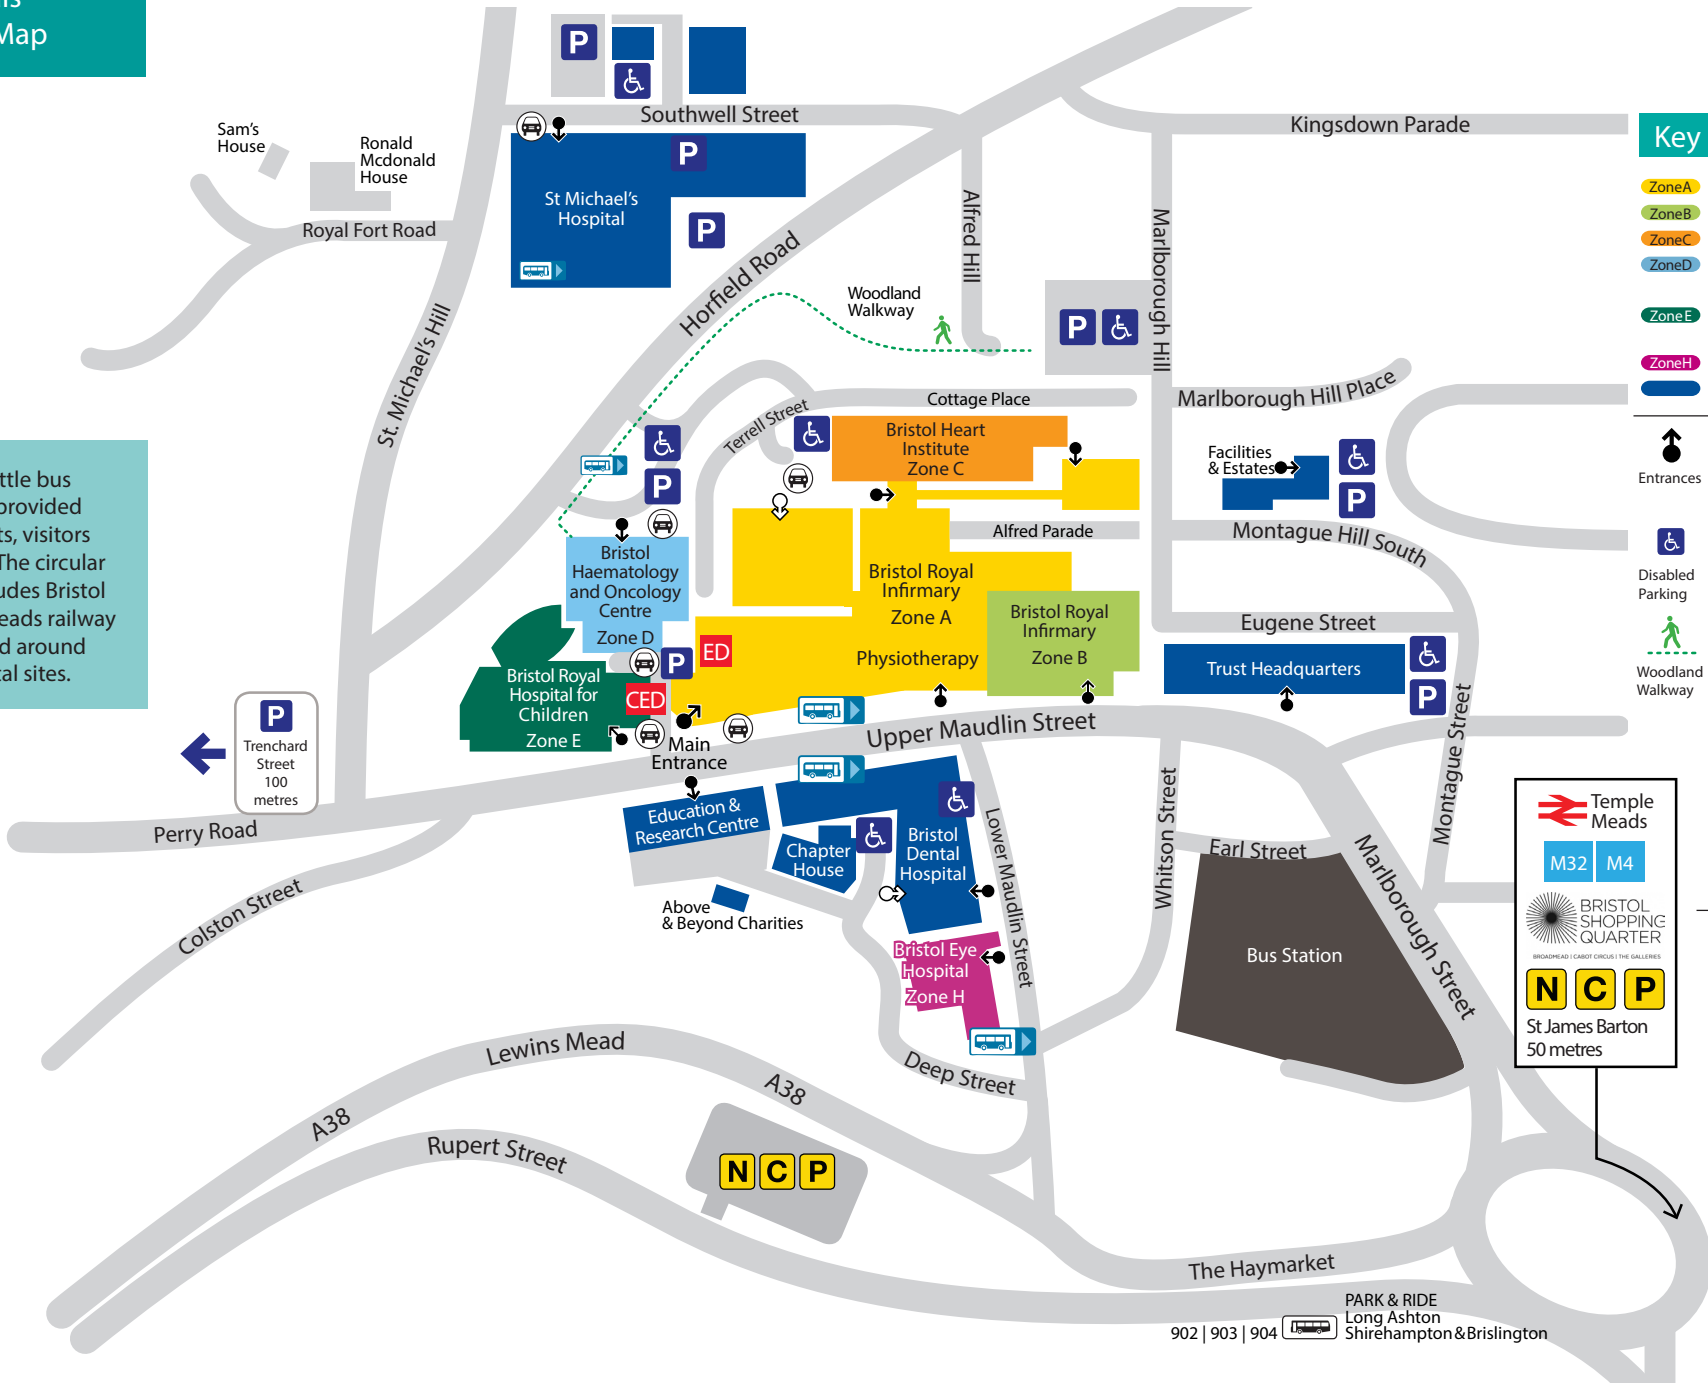 Map
P
Southwell Street
Kingsdown Parade
Key
Sam's
House
Ronald
Mcdonald
House
P
St Michael's
Hospital
Royal Fort Road
P
Alfred Hill
Marlborough Hill
ZoneA
ZoneB
ZoneC
ZoneD
Zone E
ZoneH
Horfield Road
Woodland
Walkway
P
St. Michael's Hill
Cottage Place
Marlborough Hill Place
Terrell Street
Bristol Heart
Institute
Zone C
Facilities
& Estates
P
P
Entrances
ttle bus
provided
ts, visitors
The circular
udes Bristol
eads railway
d around
tal sites.
Alfred Parade
Montague Hill South
Disabled
Parking
Bristol
Haematology
and Oncology
Centre
Zone D
Bristol Royal
Infirmary
Zone A
Physiotherapy
Bristol Royal
Infirmary
Zone B
Eugene Street
Trust Headquarters
P
Woodland
Walkway
P
ED
CED
Bristol Royal
Hospital for
Children
Zone E
Main
Entrance
Upper Maudlin Street
Montague Street
P
Trenchard
Street
100
metres
Perry Road
Education &
Research Centre
Chapter
House
Bristol
Dental
Hospital
Lower Maudlin Street
Whitson Street
Earl Street
Marlborough Street
Temple
Meads
M32
M4
BRISTOL
SHOPPING
QUARTER
BROADMEAD | CABOT CIRCUS | THE GALLERIES
N C P
St James Barton
50 metres
Colston Street
Above
& Beyond Charities
Bristol Eye
Hospital
Zone H
Bus Station
Deep Street
Lewins Mead
A38
A38
Rupert Street
N C P
The Haymarket
902 | 903 | 904
PARK & RIDE
Long Ashton
Shirehampton & Brislington